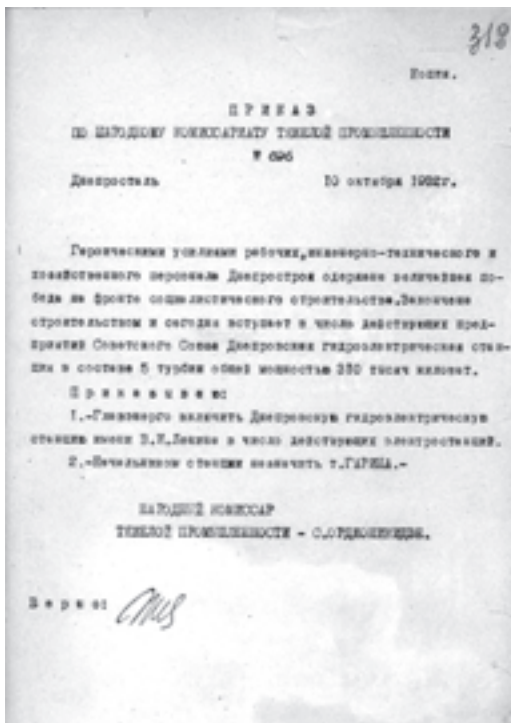 318
Копия.
ПРИКАЗ
ПО НАРОДНОМУ КОМИССАРИАТУ ТЯЖЕЛОЙ ПРОМЫШЛЕННОСТИ
№ 696
Днепросталь 10 октября 1932г.
Героическими усилиями рабочих, инженерно-технического и
хозяйственного персонала Днепростроя одержана величайшая по-
беда на фронте социалистического строительства. Закончена
строительством и сегодня вступает в число действующих пред-
приятий Советского Союза Днепровская гидроэлектрическая стан-
ция в составе 5 турбин общей мощностью 350 тысяч киловат.
Приказываю:
1.-Главэнерго включить Днепровскую гидроэлектрическую
станцию имени В.И.Ленина в число действующих электростанций.
2.-Начальником станции назначить т.ГАРИНА.-
НАРОДНЫЙ КОМИССАР
ТЯЖЕЛОЙ ПРОМЫШЛЕННОСТИ - С.ОРДЖОНИКИДЗЕ.
Верно: